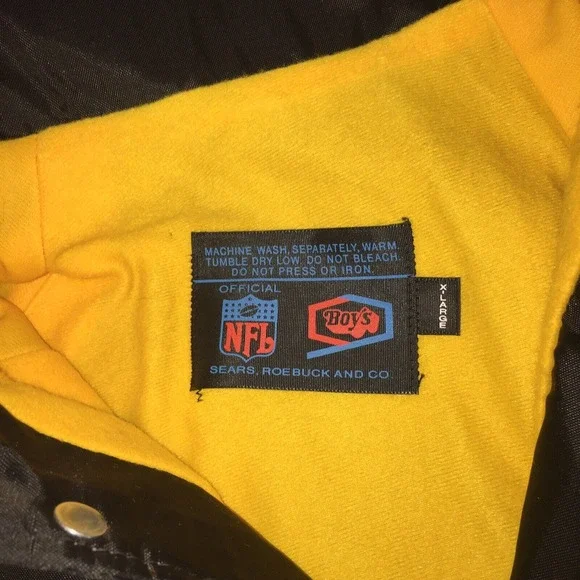 MACHINE WASH, SEPARATELY, WARM.
TUMBLE DRY LOW. DO NOT BLEACH.
DO NOT PRESS OR IRON.
OFFICIAL
NFL
Boy's
SEARS, ROEBUCK AND CO
X-LARGE